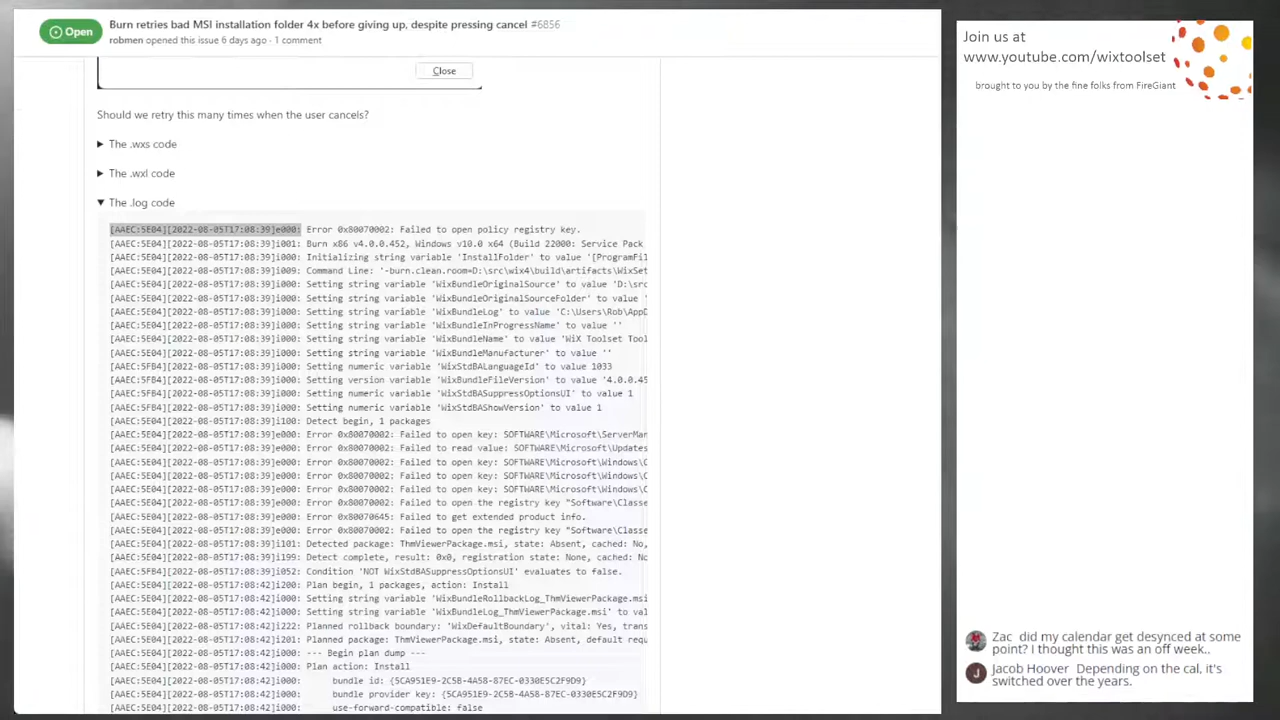 Open
Burn retries bad MSI installation folder 4x before giving up, despite pressing cancel #6856
robmen opened this issue 6 days ago · 1 comment
Close
Should we retry this many times when the user cancels?
The .wxs code
The .wxl code
The .log code
[AAEC:5E04][2022-08-05T17:08:39]e000: Error 0x80070002: Failed to open policy registry key.
[AAEC:5E04][2022-08-05T17:08:39]i001: Burn x86 v4.0.0.452, Windows v10.0 x64 (Build 22000: Service Pack
[AAEC:5E04][2022-08-05T17:08:39]i000: Initializing string variable 'InstallFolder' to value '[ProgramFil
[AAEC:5E04][2022-08-05T17:08:39]i009: Command Line: '-burn.clean.room=D:\src\wix4\build\artifacts\WixSet
[AAEC:5E04][2022-08-05T17:08:39]i000: Setting string variable 'WixBundleOriginalSource' to value 'D:\src
[AAEC:5E04][2022-08-05T17:08:39]i000: Setting string variable 'WixBundleOriginalSourceFolder' to value '
[AAEC:5E04][2022-08-05T17:08:39]i000: Setting string variable 'WixBundleLog' to value 'C:\Users\Rob\AppD
[AAEC:5E04][2022-08-05T17:08:39]i000: Setting string variable 'WixBundleInProgressName' to value ''
[AAEC:5E04][2022-08-05T17:08:39]i000: Setting string variable 'WixBundleName' to value 'WiX Toolset Tool
[AAEC:5E04][2022-08-05T17:08:39]i000: Setting string variable 'WixBundleManufacturer' to value ''
[AAEC:5FB4][2022-08-05T17:08:39]i000: Setting numeric variable 'WixStdBALanguageId' to value 1033
[AAEC:5FB4][2022-08-05T17:08:39]i000: Setting version variable 'WixBundleFileVersion' to value '4.0.0.45
[AAEC:5FB4][2022-08-05T17:08:39]i000: Setting numeric variable 'WixStdBASuppressOptionsUI' to value 1
[AAEC:5FB4][2022-08-05T17:08:39]i000: Setting numeric variable 'WixStdBAShowVersion' to value 1
[AAEC:5E04][2022-08-05T17:08:39]i100: Detect begin, 1 packages
[AAEC:5E04][2022-08-05T17:08:39]e000: Error 0x80070002: Failed to open key: SOFTWARE\Microsoft\ServerMan
[AAEC:5E04][2022-08-05T17:08:39]e000: Error 0x80070002: Failed to read value: SOFTWARE\Microsoft\Updates
[AAEC:5E04][2022-08-05T17:08:39]e000: Error 0x80070002: Failed to open key: SOFTWARE\Microsoft\Windows\C
[AAEC:5E04][2022-08-05T17:08:39]e000: Error 0x80070002: Failed to open key: SOFTWARE\Microsoft\Windows\C
[AAEC:5E04][2022-08-05T17:08:39]e000: Error 0x80070002: Failed to open key: SOFTWARE\Microsoft\Windows\C
[AAEC:5E04][2022-08-05T17:08:39]e000: Error 0x80070002: Failed to open the registry key "Software\Classe
[AAEC:5E04][2022-08-05T17:08:39]e000: Error 0x80070645: Failed to get extended product info.
[AAEC:5E04][2022-08-05T17:08:39]e000: Error 0x80070002: Failed to open the registry key "Software\Classe
[AAEC:5E04][2022-08-05T17:08:39]i101: Detected package: ThmViewerPackage.msi, state: Absent, cached: No,
[AAEC:5E04][2022-08-05T17:08:39]i199: Detect complete, result: 0x0, registration state: None, cached: No
[AAEC:5FB4][2022-08-05T17:08:39]i052: Condition 'NOT WixStdBASuppressOptionsUI' evaluates to false.
[AAEC:5E04][2022-08-05T17:08:42]i200: Plan begin, 1 packages, action: Install
[AAEC:5E04][2022-08-05T17:08:42]i000: Setting string variable 'WixBundleRollbackLog_ThmViewerPackage.msi
[AAEC:5E04][2022-08-05T17:08:42]i000: Setting string variable 'WixBundleLog_ThmViewerPackage.msi' to val
[AAEC:5E04][2022-08-05T17:08:42]i222: Planned rollback boundary: 'WixDefaultBoundary', vital: Yes, trans
[AAEC:5E04][2022-08-05T17:08:42]i201: Planned package: ThmViewerPackage.msi, state: Absent, default requ
[AAEC:5E04][2022-08-05T17:08:42]i000: --- Begin plan dump ---
[AAEC:5E04][2022-08-05T17:08:42]i000: Plan action: Install
[AAEC:5E04][2022-08-05T17:08:42]i000: bundle id: {5CA951E9-2C5B-4A58-87EC-0330E5C2F9D9}
[AAEC:5E04][2022-08-05T17:08:42]i000: bundle provider key: {5CA951E9-2C5B-4A58-87EC-0330E5C2F9D9}
[AAEC:5E04][2022-08-05T17:08:42]i000: use-forward-compatible: false
Join us at
www.youtube.com/wixtoolset
brought to you by the fine folks from FireGiant
Zac did my calendar get desynced at some
point? I thought this was an off week..
J
Jacob Hoover Depending on the cal, it's
switched over the years.